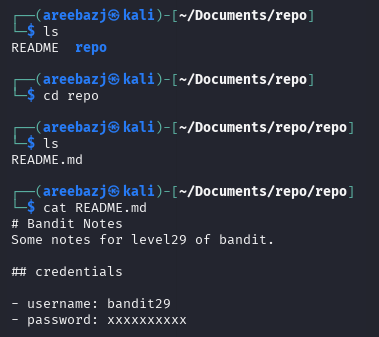 ┌──(areebazj㉿kali)-[~/Documents/repo]
└─$ ls
README  repo
┌──(areebazj㉿kali)-[~/Documents/repo]
└─$ cd repo
┌──(areebazj㉿kali)-[~/Documents/repo/repo]
└─$ ls
README.md
┌──(areebazj㉿kali)-[~/Documents/repo/repo]
└─$ cat README.md
# Bandit Notes
Some notes for level29 of bandit.
## credentials
- username: bandit29
- password: xxxxxxxxxx